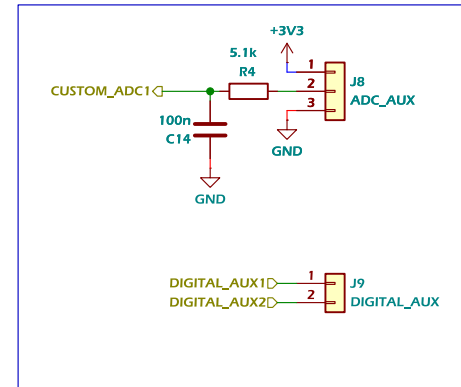 +3V3
5.1k
R4
1
J8
CUSTOM_ADC1
2
ADC_AUX
3
100n
C14
GND
GND
DIGITAL_AUX1
1
J9
DIGITAL_AUX2
2
DIGITAL_AUX